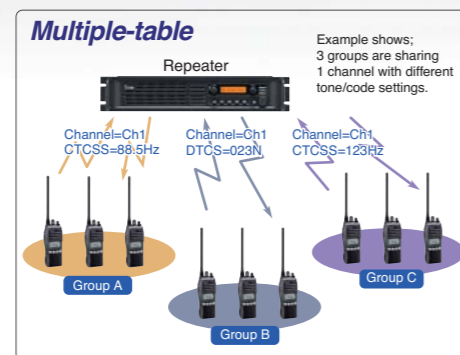 Multiple-table
Example shows;
3 groups are sharing
1 channel with different
tone/code settings.
Repeater
Channel=Ch1
CTCSS=88.5Hz
Channel=Ch1
DTCS=023N
Channel=Ch1
CTCSS=123Hz
Group A
Group B
Group C